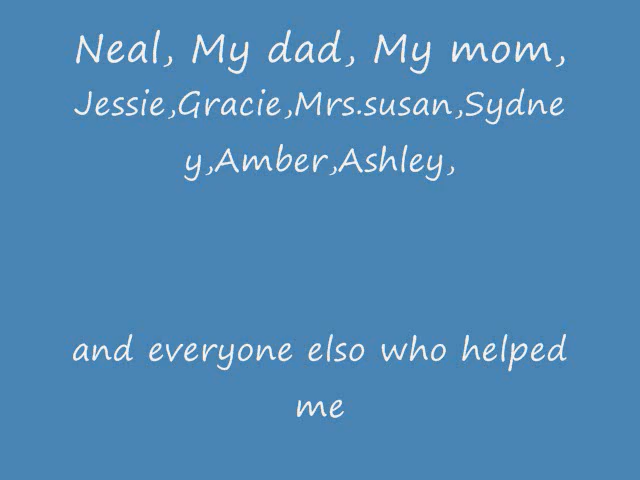 Neal, My dad, My mom,
Jessie,Gracie,Mrs.susan,Sydne
y,Amber,Ashley,
and everyone elso who helped
me